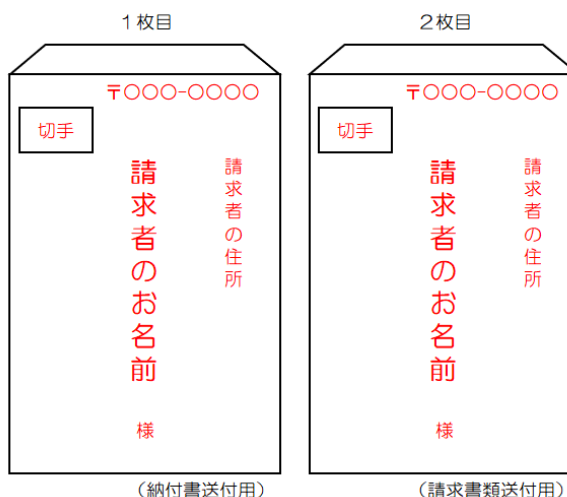 1枚目
〒〇〇〇-〇〇〇〇
切手
請求者の住所
請求者のお名前
様
(納付書送付用)
2枚目
〒〇〇〇-〇〇〇〇
切手
請求者の住所
請求者のお名前
様
(請求書類送付用)